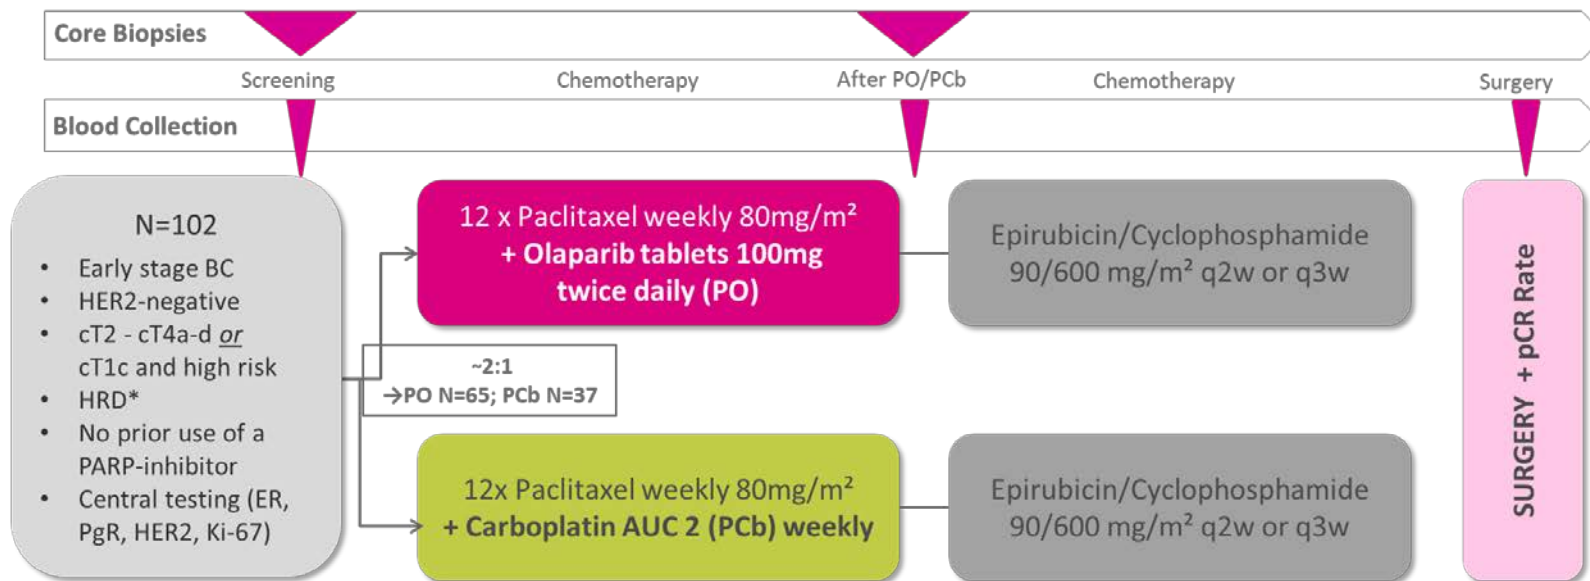 Core Biopsies
Screening
Chemotherapy
After PO/PCb
Chemotherapy
Surgery
Blood Collection
N=102
• Early stage BC
• HER2-negative
• cT2 - cT4a-d or
cT1c and high risk
• HRD*
• No prior use of a
PARP-inhibitor
• Central testing (ER,
PgR, HER2, Ki-67)
~2:1
→PO N=65; PCb N=37
12 x Paclitaxel weekly 80mg/m²
+ Olaparib tablets 100mg
twice daily (PO)
Epirubicin/Cyclophosphamide
90/600 mg/m² q2w or q3w
12x Paclitaxel weekly 80mg/m²
+ Carboplatin AUC 2 (PCb) weekly
Epirubicin/Cyclophosphamide
90/600 mg/m² q2w or q3w
SURGERY + pCR Rate